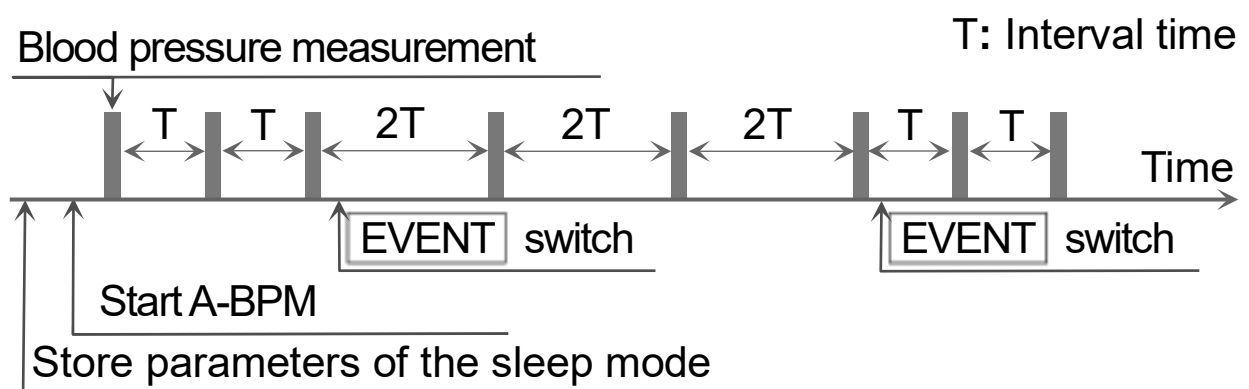 T: Interval time
Blood pressure measurement
T T 2T 2T 2T T T
Time
EVENT switch EVENT switch
Start A-BPM
Store parameters of the sleep mode